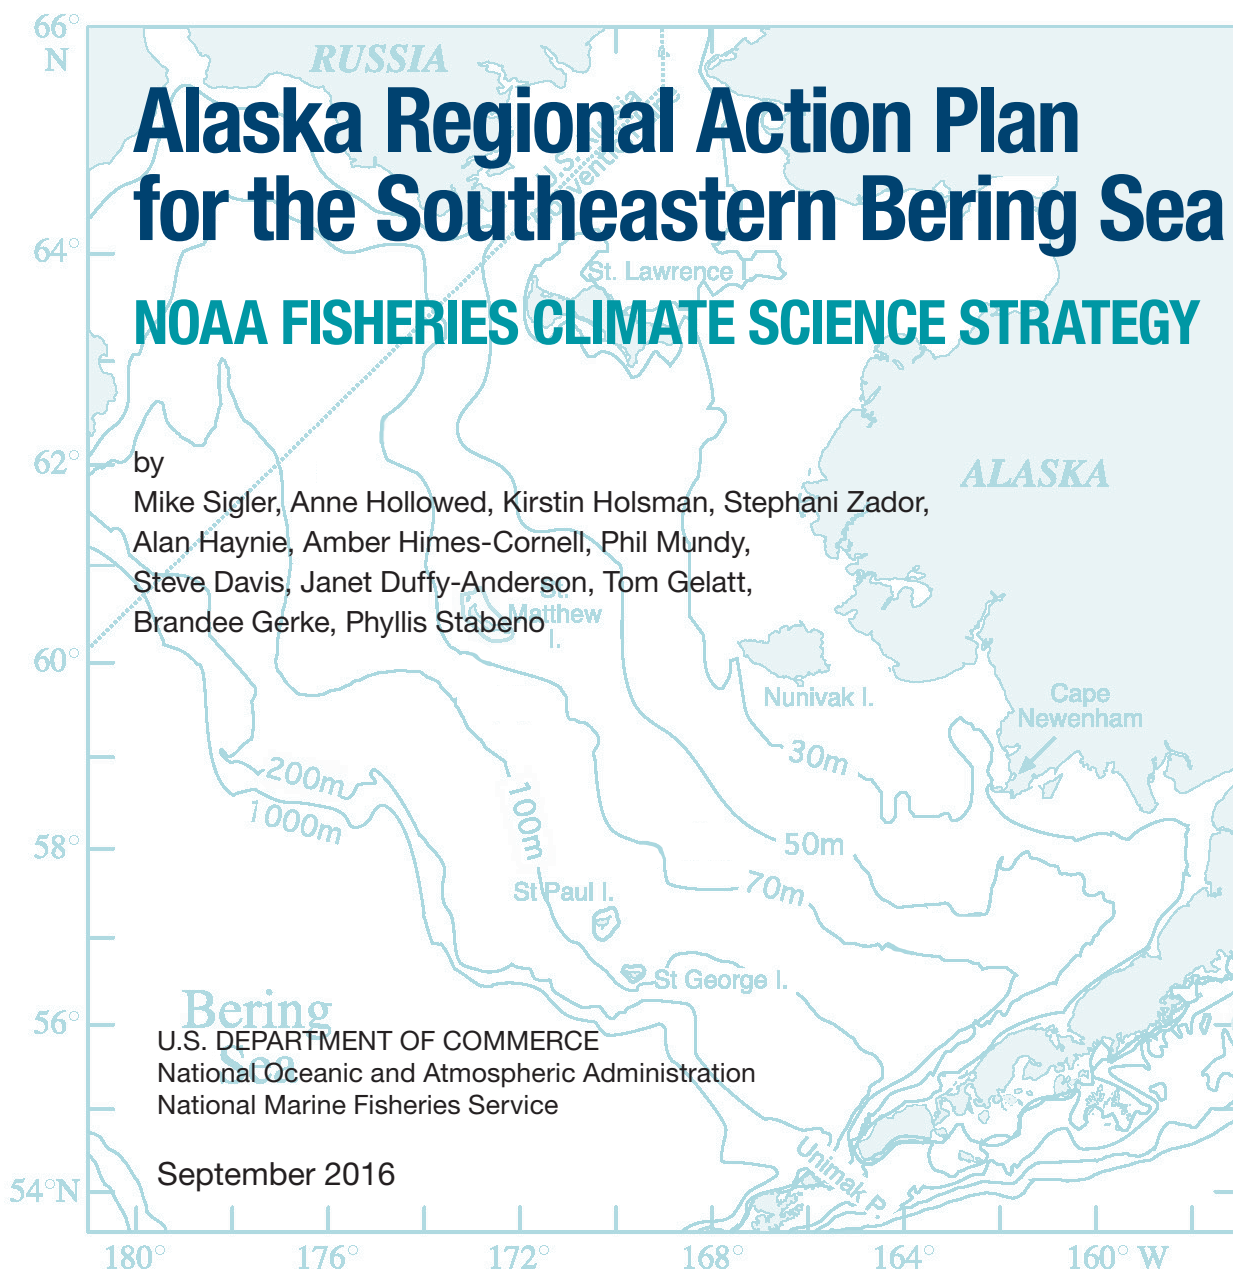 66°
N
RUSSIA
U.S. Russia
Convention Line
Alaska Regional Action Plan
for the Southeastern Bering Sea
64°
St. Lawrence I.
NOAA FISHERIES CLIMATE SCIENCE STRATEGY
62°
by
ALASKA
Mike Sigler, Anne Hollowed, Kirstin Holsman, Stephani Zador,
Alan Haynie, Amber Himes-Cornell, Phil Mundy,
Steve Davis, Janet Duffy-Anderson, Tom Gelatt,
Brandee Gerke, Phyllis Stabeno
St.
Matthew
I.
60°
Nunivak I.
Cape
Newenham
30m
200m
1000m
100m
58°
50m
70m
St Paul I.
St George I.
56°
Bering
Sea
U.S. DEPARTMENT OF COMMERCE
National Oceanic and Atmospheric Administration
National Marine Fisheries Service
September 2016
Unimak P.
54°N
180°
176°
172°
168°
164°
160° W